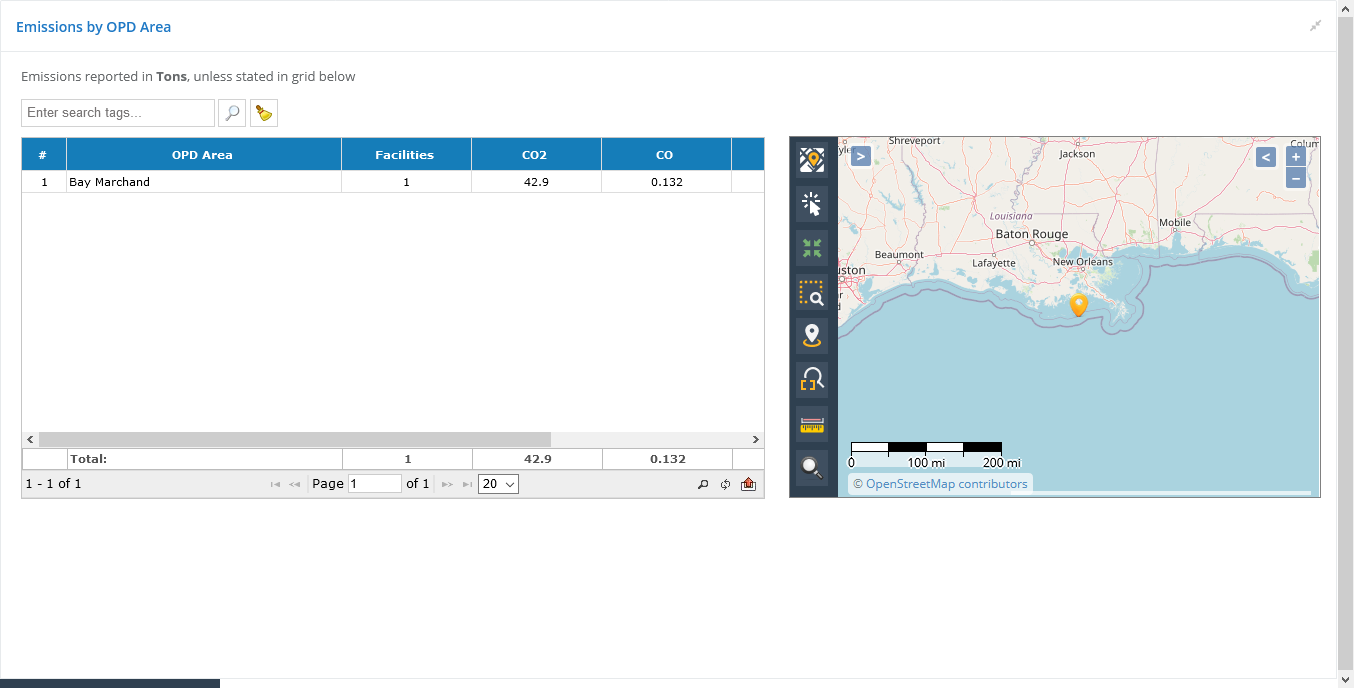 Emissions by OPD Area
Emissions reported in Tons, unless stated in grid below
Enter search tags...
# OPD Area Facilities CO2 CO
1 Bay Marchand 1 42.9 0.132
Total: 1 42.9 0.132
1 - 1 of 1 Page 1 of 1 20
Shreveport
Colum
yle
>
<
+
Jackson
−
Louisiana
Mobile
Baton Rouge
Beaumont
Lafayette
New Orleans
uston
0 100 mi 200 mi
© OpenStreetMap contributors